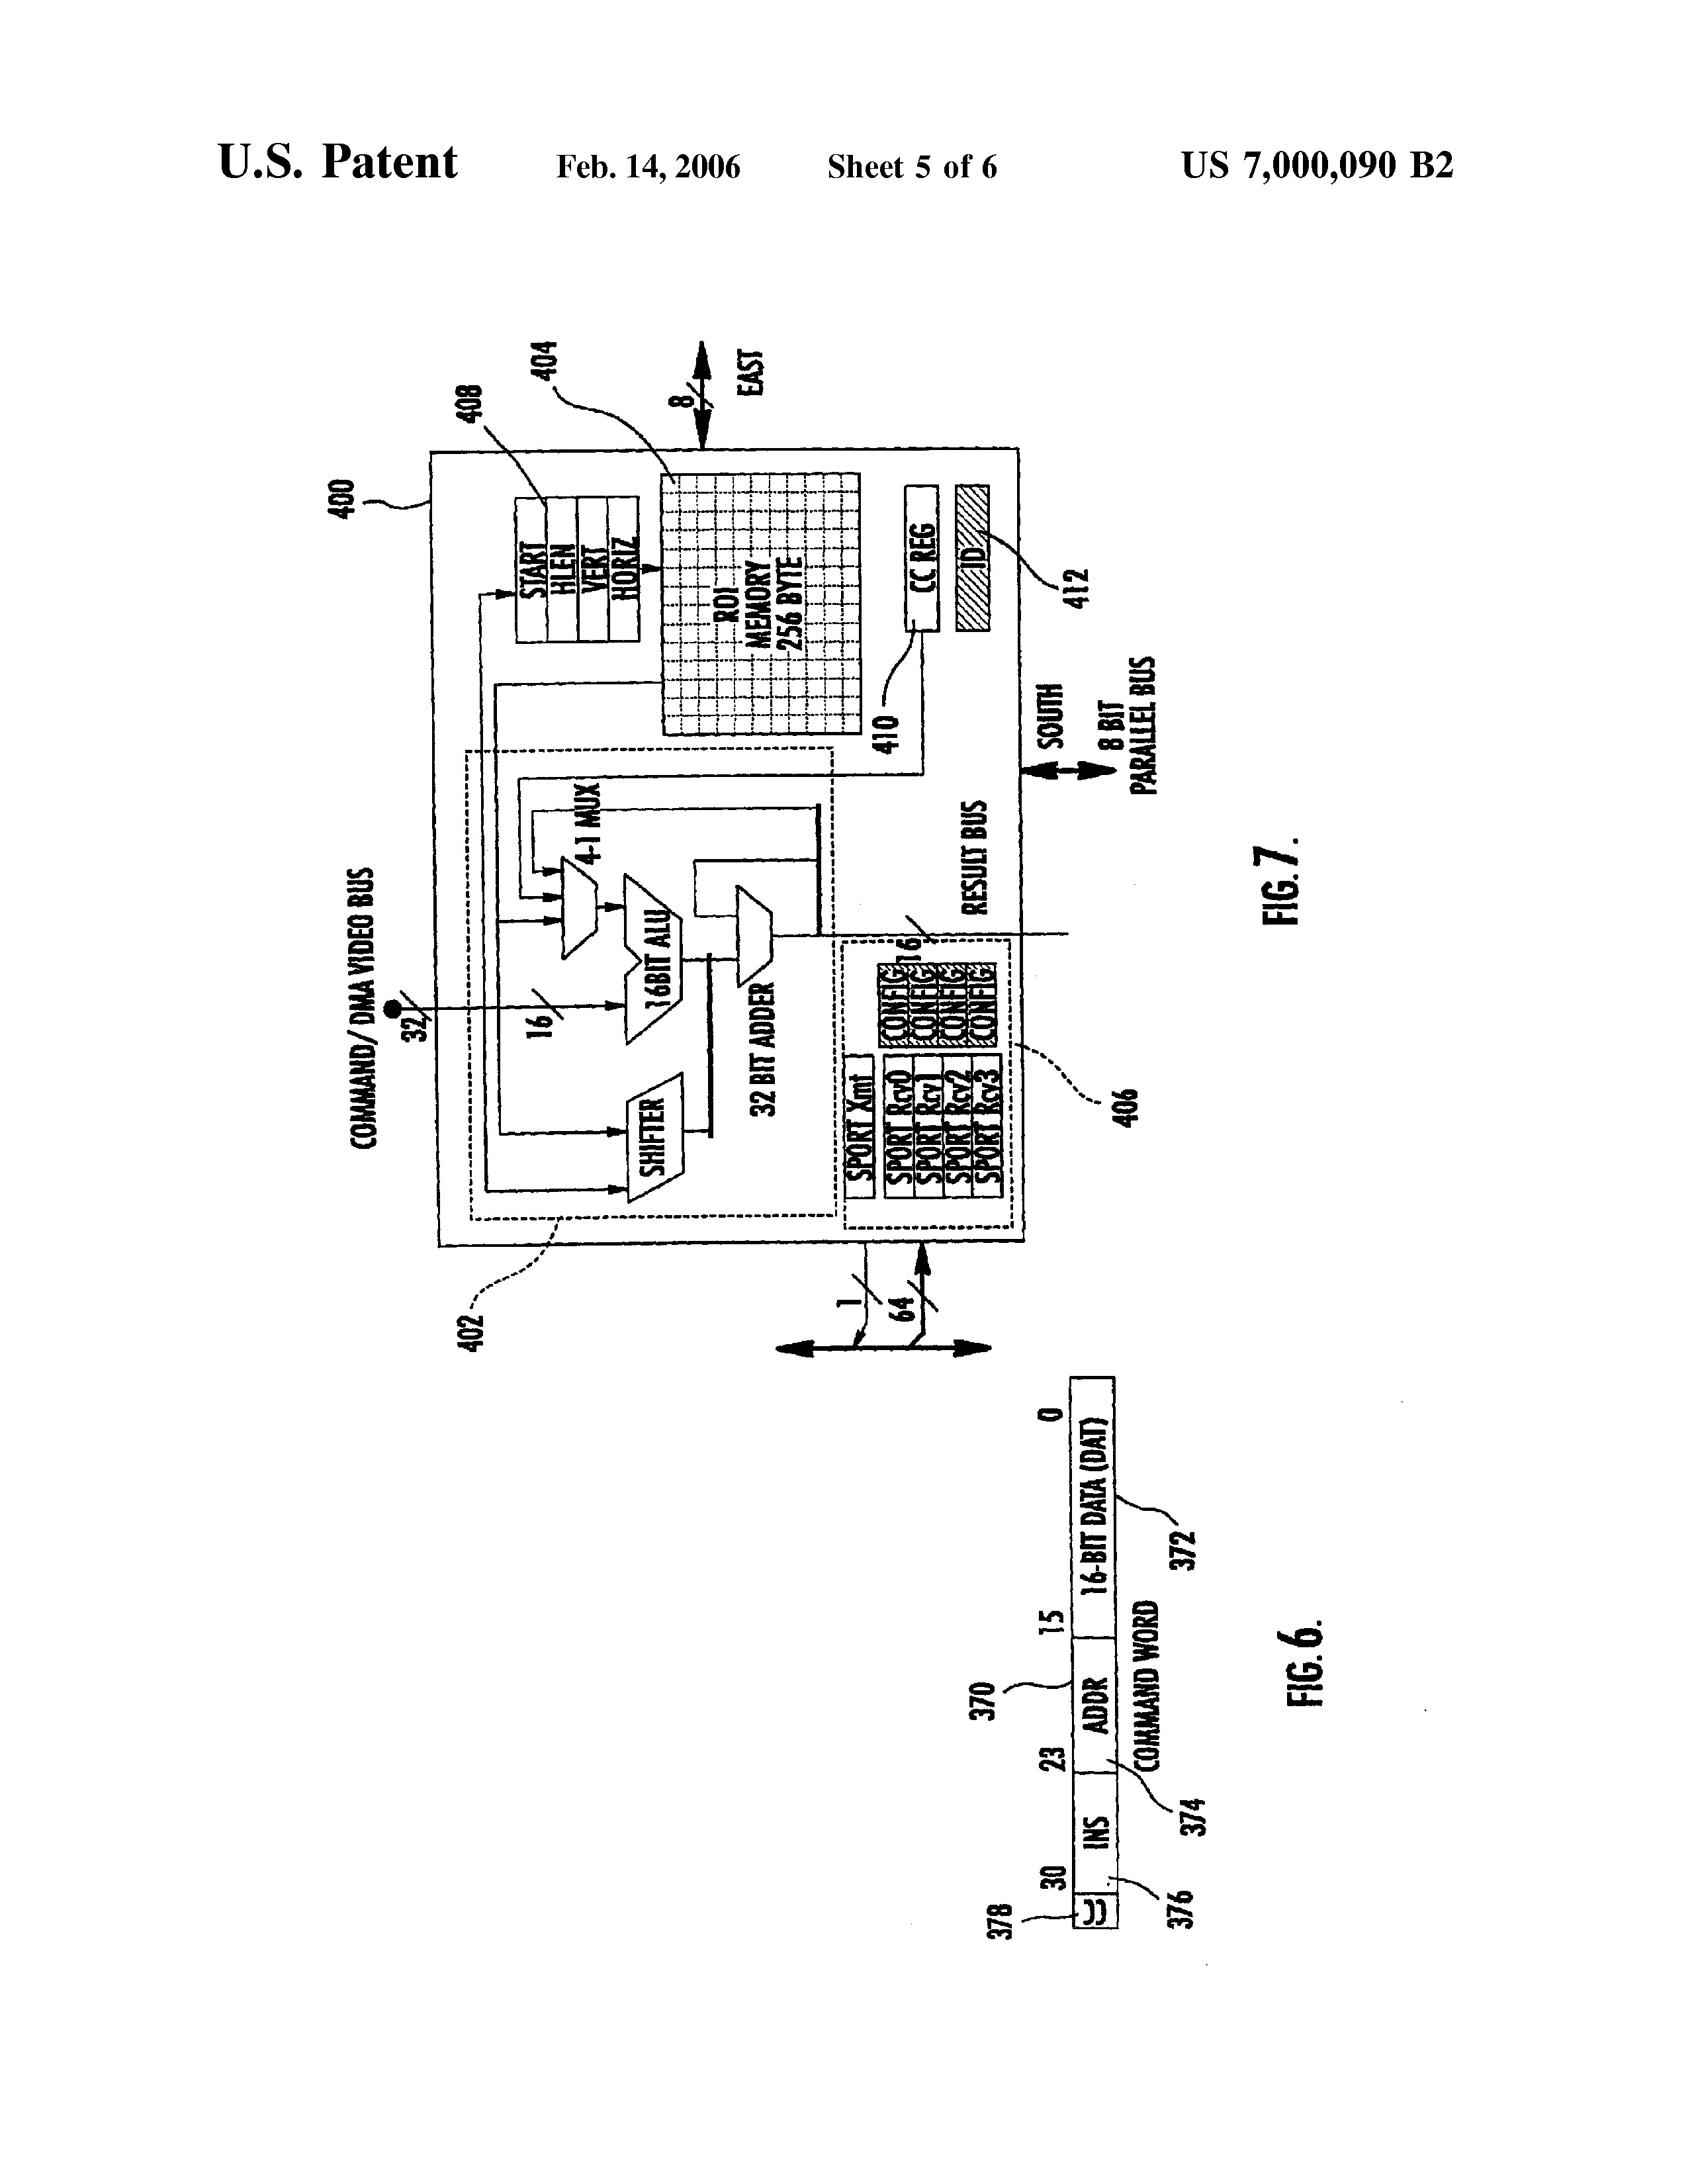 U.S. Patent Feb. 14, 2006 Sheet 5 of 6 US 7,000,090 B2
COMMAND/ DMA VIDEO BUS
32
400
408
404
402
16
START
HLEN
VERT
HORIZ
4-1 MUX
SHIFTER
16BIT ALU
32 BIT ADDER
ROI
MEMORY
256 BYTE
8
EAST
SPORT Xmt
SPORT Rcv0
SPORT Rcv1
SPORT Rcv2
SPORT Rcv3
CONFIG
CONFIG
CONFIG
CONFIG
16
410
CC REG
ID
412
1
64
RESULT BUS
SOUTH
8 BIT
PARALLEL BUS
406
FIG. 7.
378
30
23
370
15
0
CC
INS
ADDR
16-BIT DATA (DAT)
COMMAND WORD
376
374
372
FIG. 6.